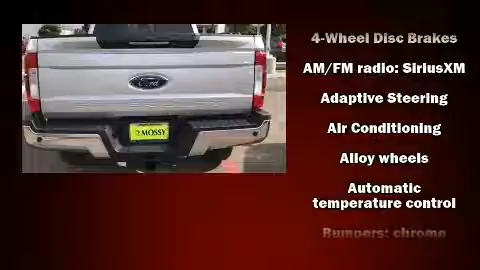 4-Wheel Disc Brakes
AM/FM radio: SiriusXM
Adaptive Steering
Air Conditioning
Alloy wheels
Automatic
temperature control
Bumpers: chrome
Ford
MOSSY